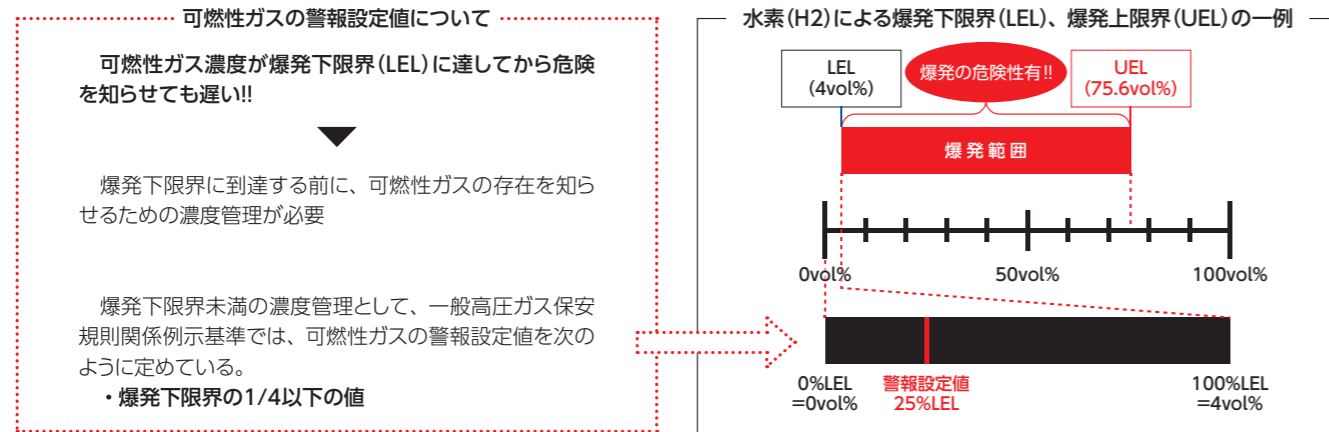 可燃性ガスの警報設定値について
可燃性ガス濃度が爆発下限界(LEL)に達してから危険
を知らせても遅い!!
爆発下限界に到達する前に、可燃性ガスの存在を知ら
せるための濃度管理が必要
爆発下限界未満の濃度管理として、一般高圧ガス保安
規則関係例示基準では、可燃性ガスの警報設定値を次の
ように定めている。
・爆発下限界の1/4以下の値
水素(H2)による爆発下限界(LEL)、爆発上限界(UEL)の一例
LEL
(4vol%)
爆発の危険性有!!
UEL
(75.6vol%)
爆発範囲
0vol%
50vol%
100vol%
0%LEL
=0vol%
警報設定値
25%LEL
100%LEL
=4vol%